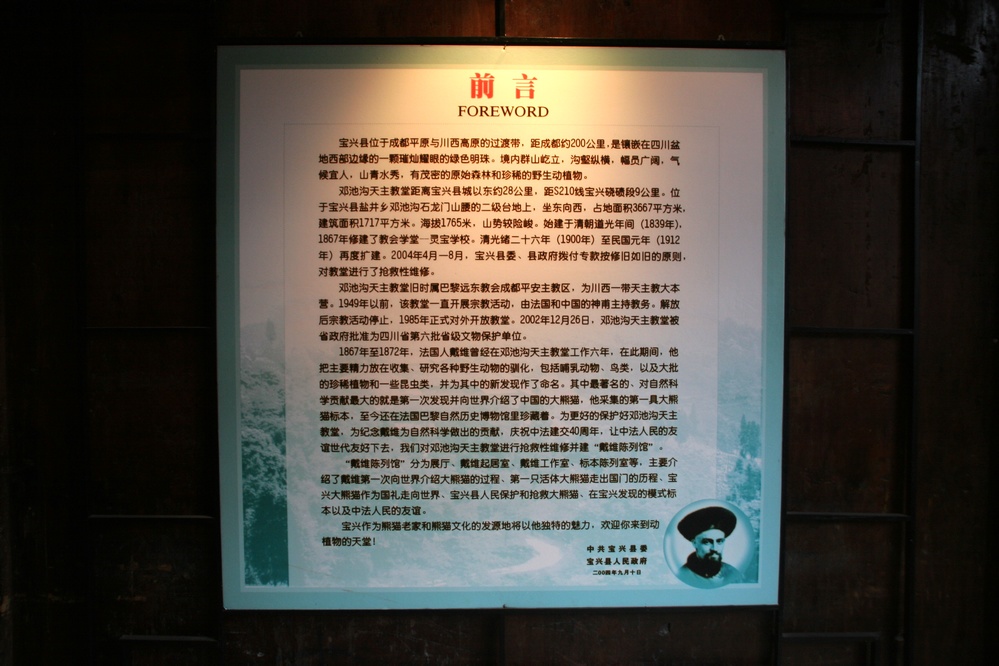 前言
FOREWORD
宝兴县位于成都平原与川西高原的过渡带，距成都约200公里，是镶嵌在四川盆
地西部边缘的一颗璀灿耀眼的绿色明珠。境内群山屹立，沟壑纵横，幅员广阔，气
候宜人，山青水秀，有茂密的原始森林和珍稀的野生动植物。
邓池沟天主教堂距离宝兴县城以东约28公里，距S210线宝兴硗碛段9公里。位
于宝兴县盐井乡邓池沟石龙门山腰的二级台地上，坐东向西，占地面积3667平方米，
建筑面积1717平方米。海拔1765米，山势较险峻。始建于清朝道光年间（1839年），
1867年修建了教会学堂—灵宝学校。清光绪二十六年（1900年）至民国元年（1912
年）再度扩建。2004年4月—8月，宝兴县委、县政府拨付专款按修旧如旧的原则，
对教堂进行了抢救性维修。
邓池沟天主教堂旧时属巴黎远东教会成都平安主教区，为川西一带天主教大本
营。1949年以前，该教堂一直开展宗教活动，由法国和中国的神甫主持教务。解放
后宗教活动停止，1985年正式对外开放教堂。2002年12月26日，邓池沟天主教堂被
省政府批准为四川省第六批省级文物保护单位。
1867年至1872年，法国人戴维曾经在邓池沟天主教堂工作六年，在此期间，他
把主要精力放在收集、研究各种野生动物的驯化，包括哺乳动物、鸟类，以及大批
的珍稀植物和一些昆虫类，并为其中的新发现作了命名。其中最著名的、对自然科
学贡献最大的就是第一次发现并向世界介绍了中国的大熊猫，他采集的第一具大熊
猫标本，至今还在法国巴黎自然历史博物馆里珍藏着。为更好的保护好邓池沟天主
教堂，为纪念戴维为自然科学做出的贡献，庆祝中法建交40周年，让中法人民的友
谊世代友好下去，我们对邓池沟天主教堂进行抢救性维修并建“戴维陈列馆”。
“戴维陈列馆”分为展厅、戴维起居室、戴维工作室、标本陈列室等，主要介
绍了戴维第一次向世界介绍大熊猫的过程、第一只活体大熊猫走出国门的历程、宝
兴大熊猫作为国礼走向世界、宝兴县人民保护和抢救大熊猫、在宝兴发现的模式标
本以及中法人民的友谊。
宝兴作为熊猫老家和熊猫文化的发源地将以他独特的魅力，欢迎你来到动
植物的天堂！
中共宝兴县委
宝兴县人民政府
二〇〇四年九月十日